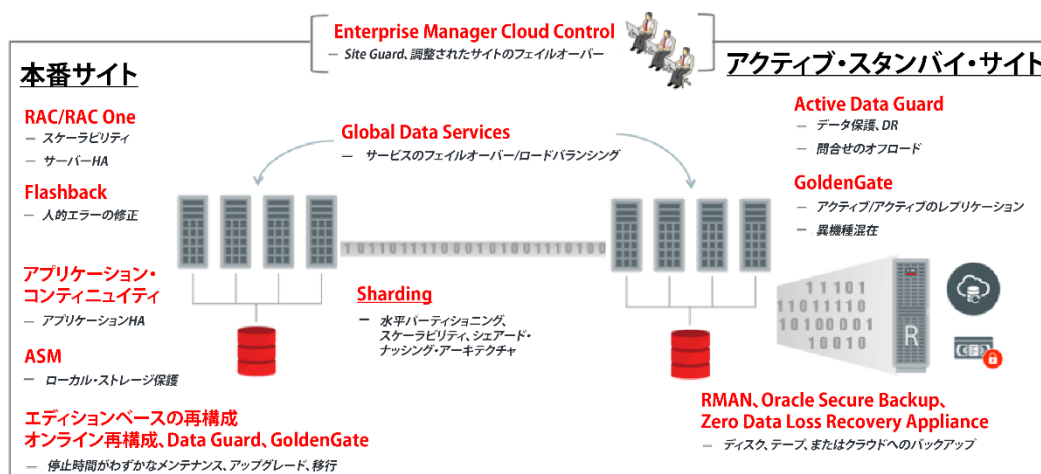 Enterprise Manager Cloud Control
— Site Guard、調整されたサイトのフェイルオーバー
本番サイト
アクティブ・スタンバイ・サイト
RAC/RAC One
— スケーラビリティ
— サーバーHA
Flashback
— 人的エラーの修正
アプリケーション・
コンティニュイティ
— アプリケーションHA
ASM
— ローカル・ストレージ保護
エディションベースの再構成
オンライン再構成、Data Guard、GoldenGate
— 停止時間がわずかなメンテナンス、アップグレード、移行
Global Data Services
— サービスのフェイルオーバー/ロードバランシング
Sharding
— 水平パーティショニング、
スケーラビリティ、シェアード・
ナッシング・アーキテクチャ
Active Data Guard
— データ保護、DR
— 問合せのオフロード
GoldenGate
— アクティブ/アクティブのレプリケーション
— 異機種混在
11101
11011110
10100001
10010
R
RMAN、Oracle Secure Backup、
Zero Data Loss Recovery Appliance
— ディスク、テープ、またはクラウドへのバックアップ